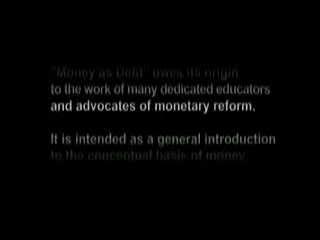 "Money as Debt" owes its origin
to the work of many dedicated educators
and advocates of monetary reform.
It is intended as a general introduction
to the conceptual basis of money